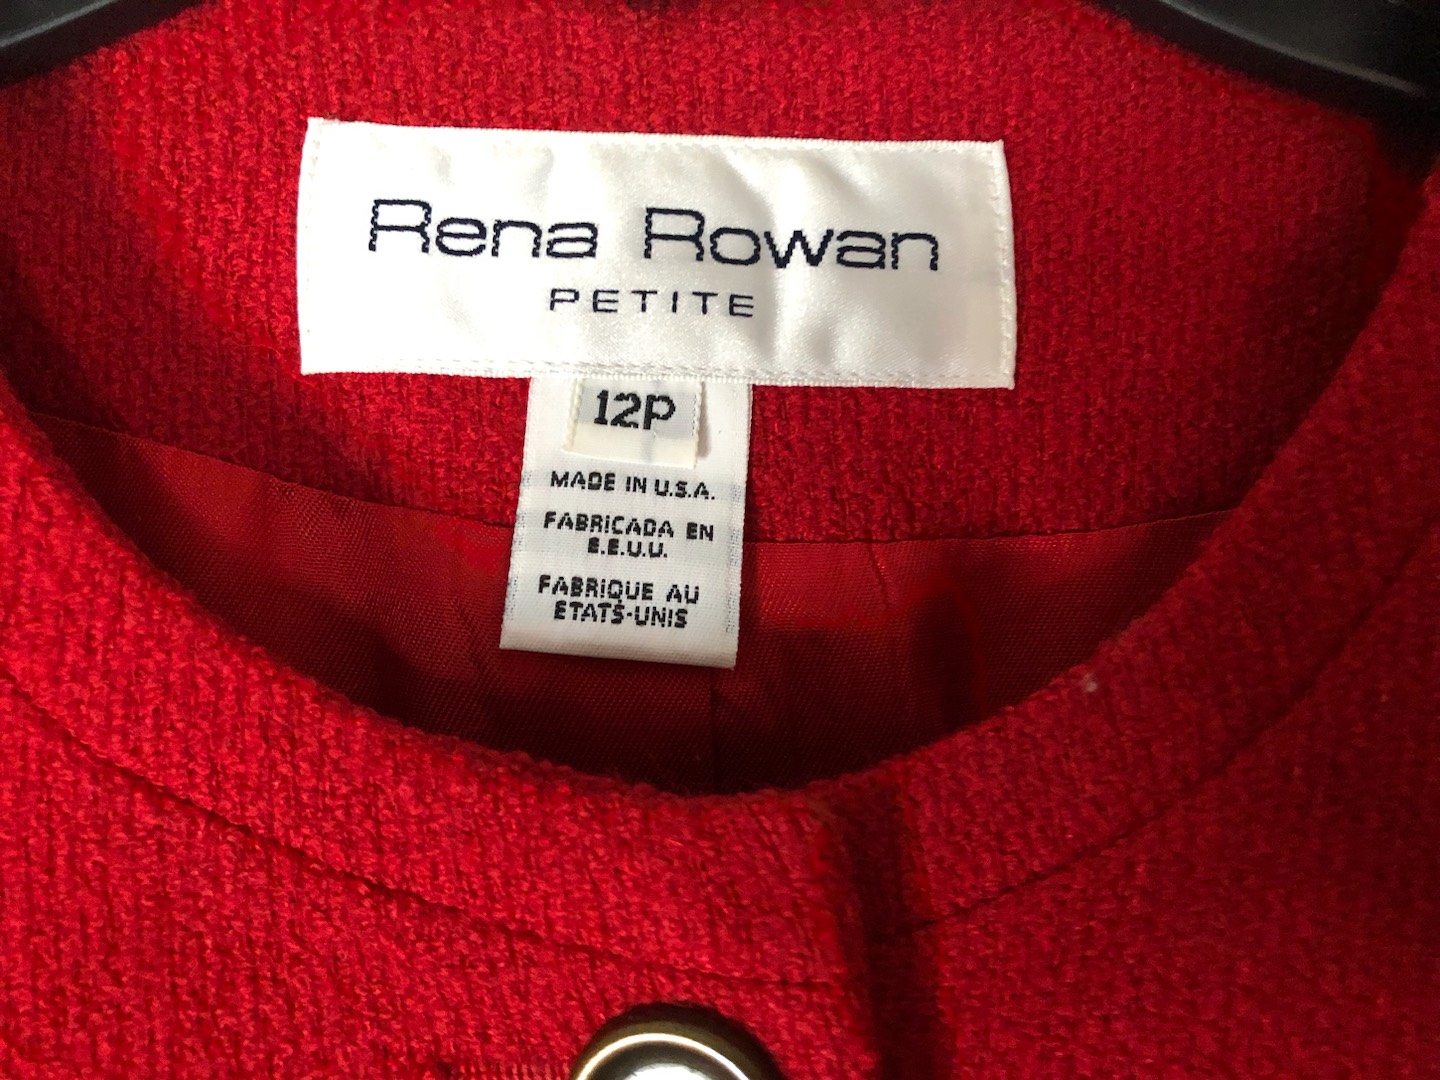 Rena Rowan
PETITE
12P
MADE IN U.S.A.
FABRICADA EN
E.E.U.U.
FABRIQUE AU
ETATS-UNIS